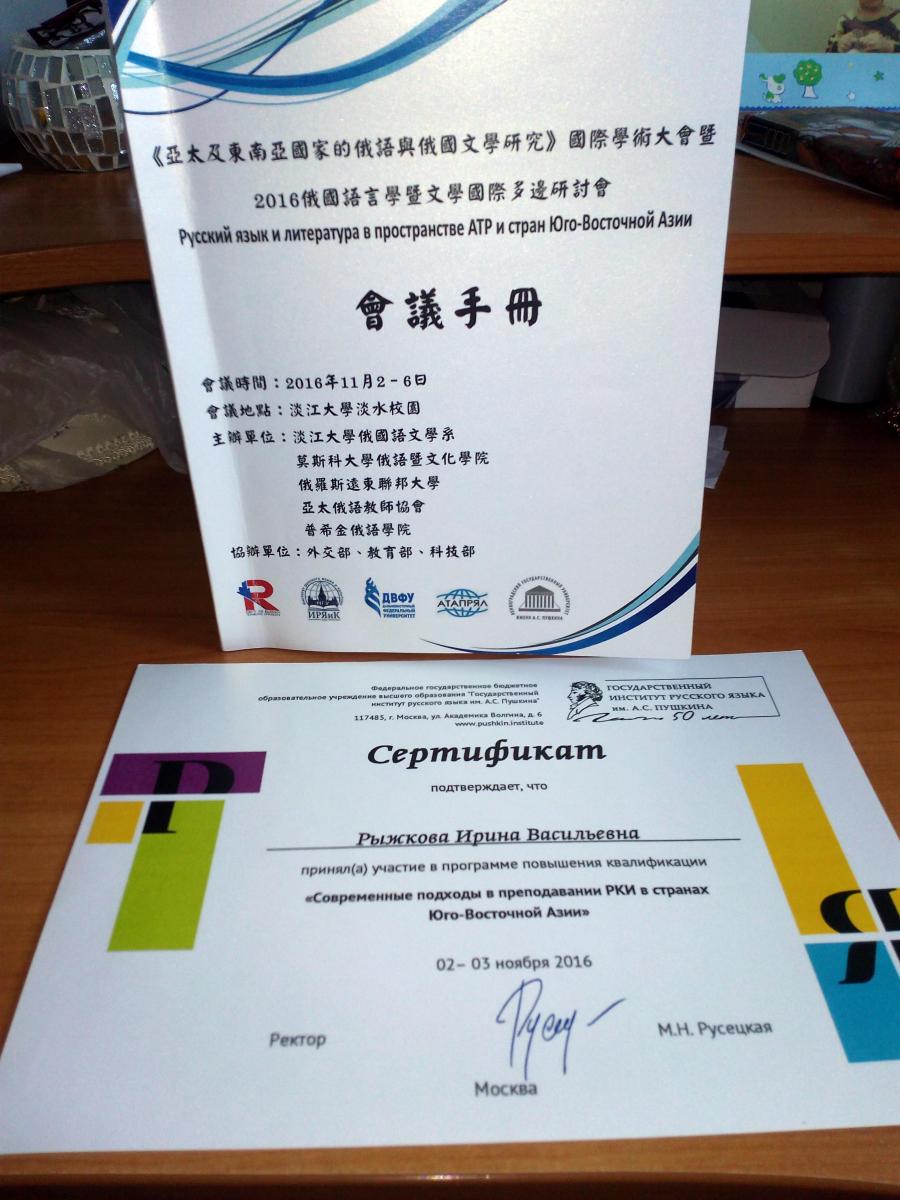 《亞太及東南亞國家的俄語與俄國文學研究》國際學術大會暨
2016俄國語言學暨文學國際多邊研討會
Русский язык и литература в пространстве АТР и стран Юго-Восточной Азии
會議手冊
會議時間：2016年11月2－6日
會議地點：淡江大學淡水校園
主辦單位：淡江大學俄國語文學系
莫斯科大學俄語暨文化學院
俄羅斯遠東聯邦大學
亞太俄語教師協會
普希金俄語學院
協辦單位：外交部、教育部、科技部
R
ИРЯиК
ДВФУ
ДАЛЬНЕВОСТОЧНЫЙ
ФЕДЕРАЛЬНЫЙ
УНИВЕРСИТЕТ
АТАПРЯЛ
ЛЕНИНГРАДСКИЙ ГОСУДАРСТВЕННЫЙ УНИВЕРСИТЕТ
ИМЕНИ А.С. ПУШКИНА
Федеральное государственное бюджетное
образовательное учреждение высшего образования "Государственный
институт русского языка им. А.С. Пушкина"
117485, г. Москва, ул. Академика Волгина, д. 6
www.pushkin.institute
ГОСУДАРСТВЕННЫЙ
ИНСТИТУТ РУССКОГО ЯЗЫКА
ИМ. А.С. ПУШКИНА
50 лет
Сертификат
подтверждает, что
Рыжкова Ирина Васильевна
принял(а) участие в программе повышения квалификации
«Современные подходы в преподавании РКИ в странах
Юго-Восточной Азии»
02– 03 ноября 2016
Ректор
М.Н. Русецкая
Москва
Р
Я